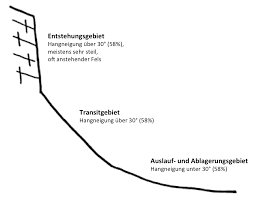 Entstehungsgebiet
Hangneigung über 30° (58%),
meistens sehr steil,
oft anstehender Fels
Transitgebiet
Hangneigung über 30° (58%)
Auslauf- und Ablagerungsgebiet
Hangneigung unter 30° (58%)